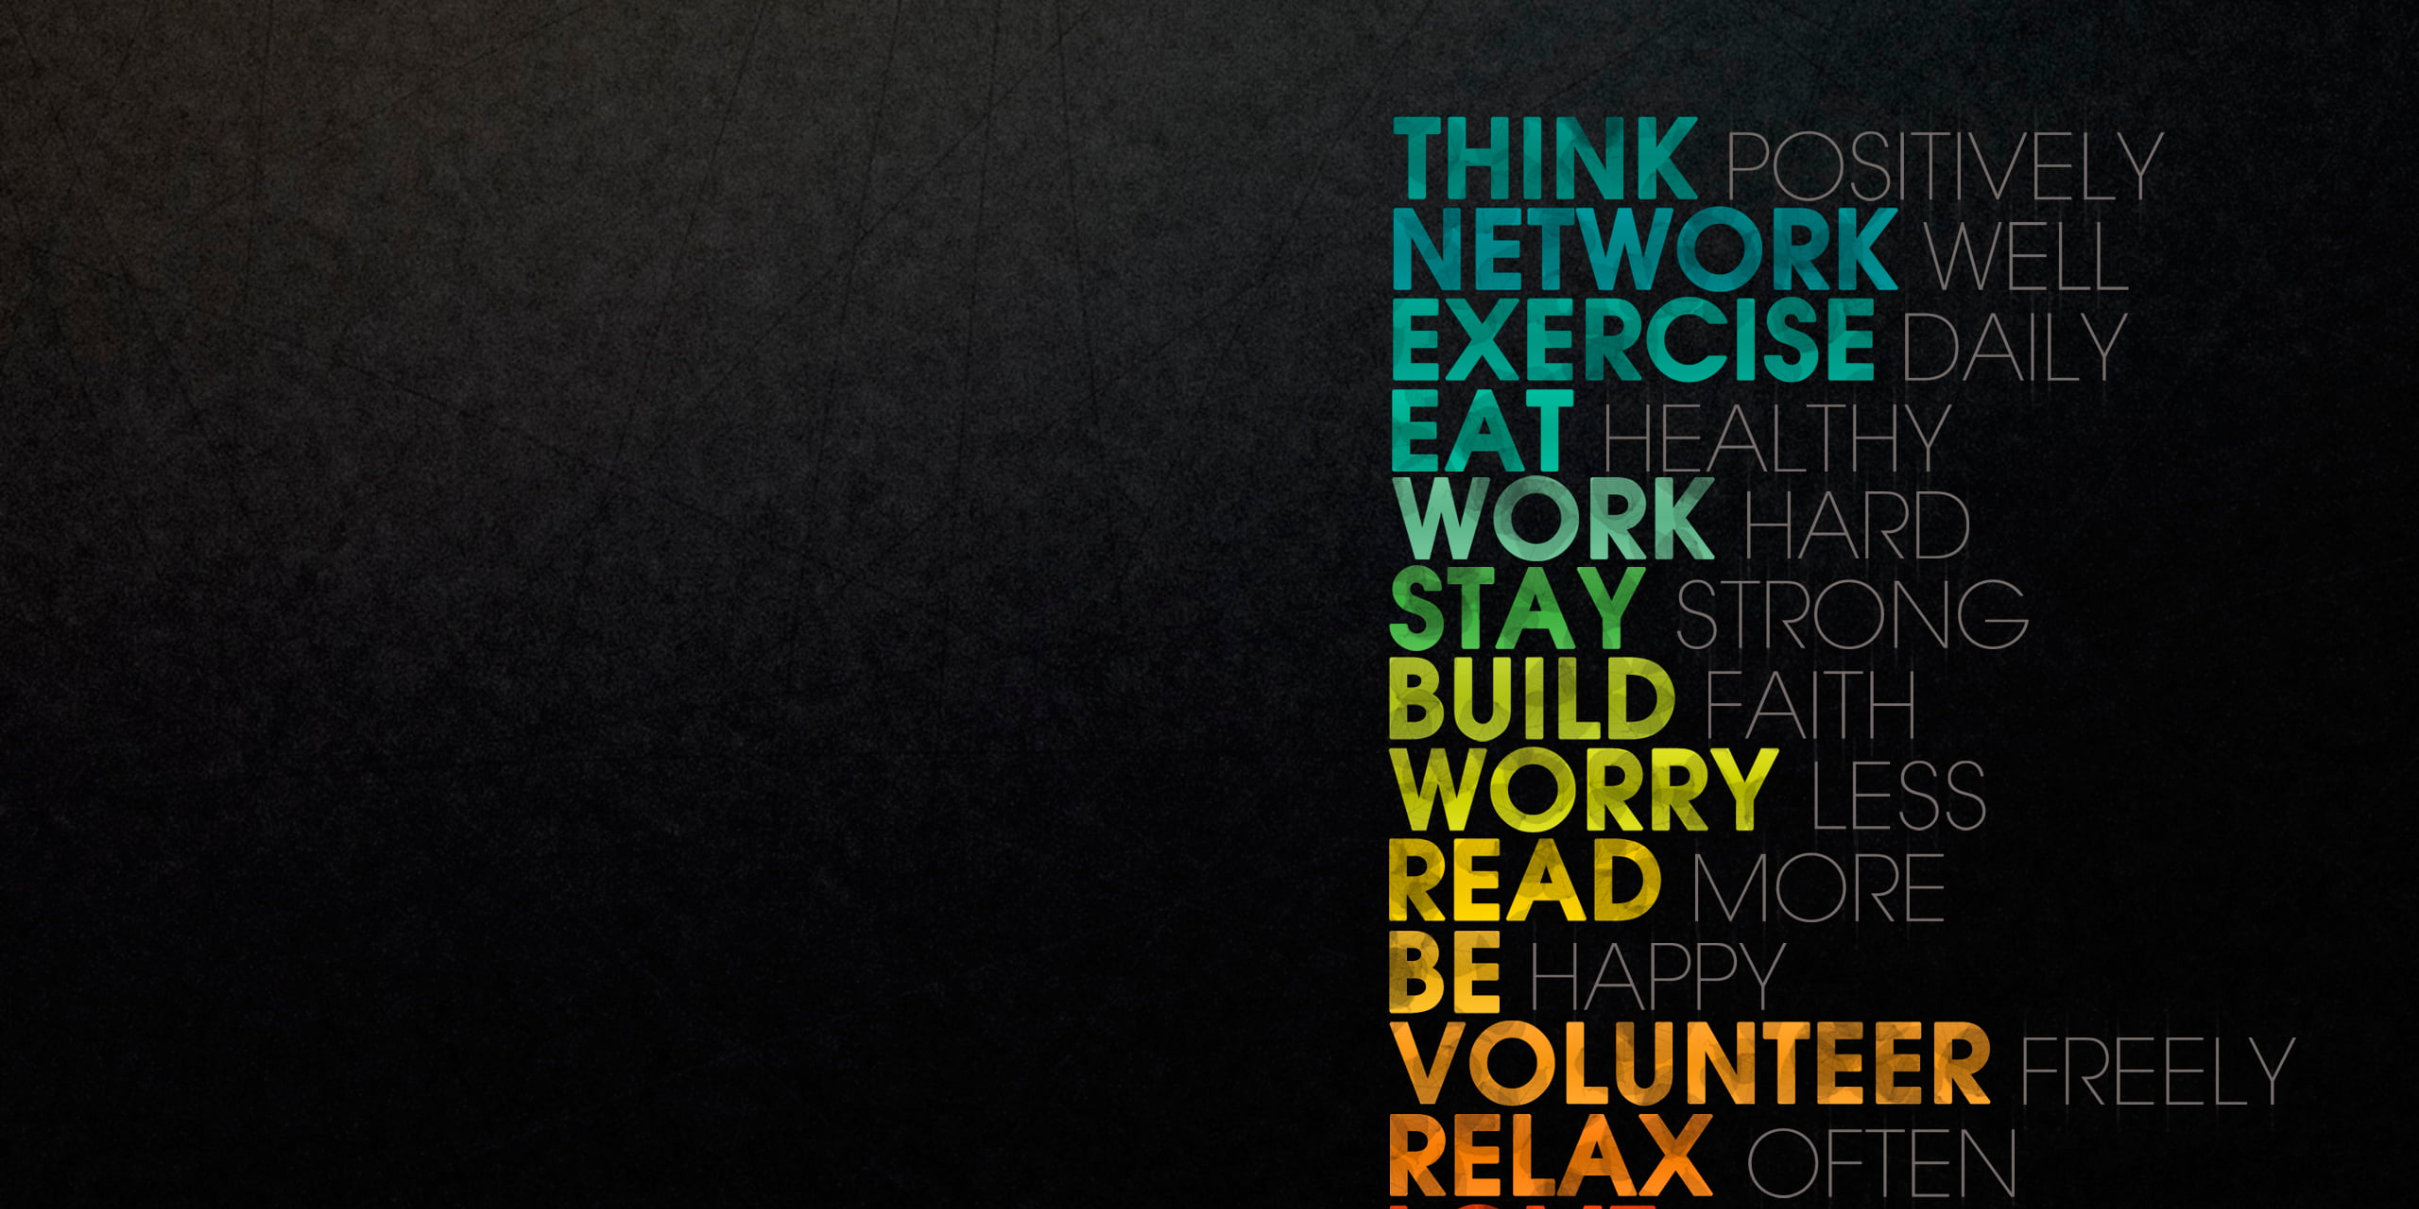 THINK POSITIVELY
NETWORK WELL
EXERCISE DAILY
EAT HEALTHY
WORK HARD
STAY STRONG
BUILD FAITH
WORRY LESS
READ MORE
BE HAPPY
VOLUNTEER FREELY
RELAX OFTEN